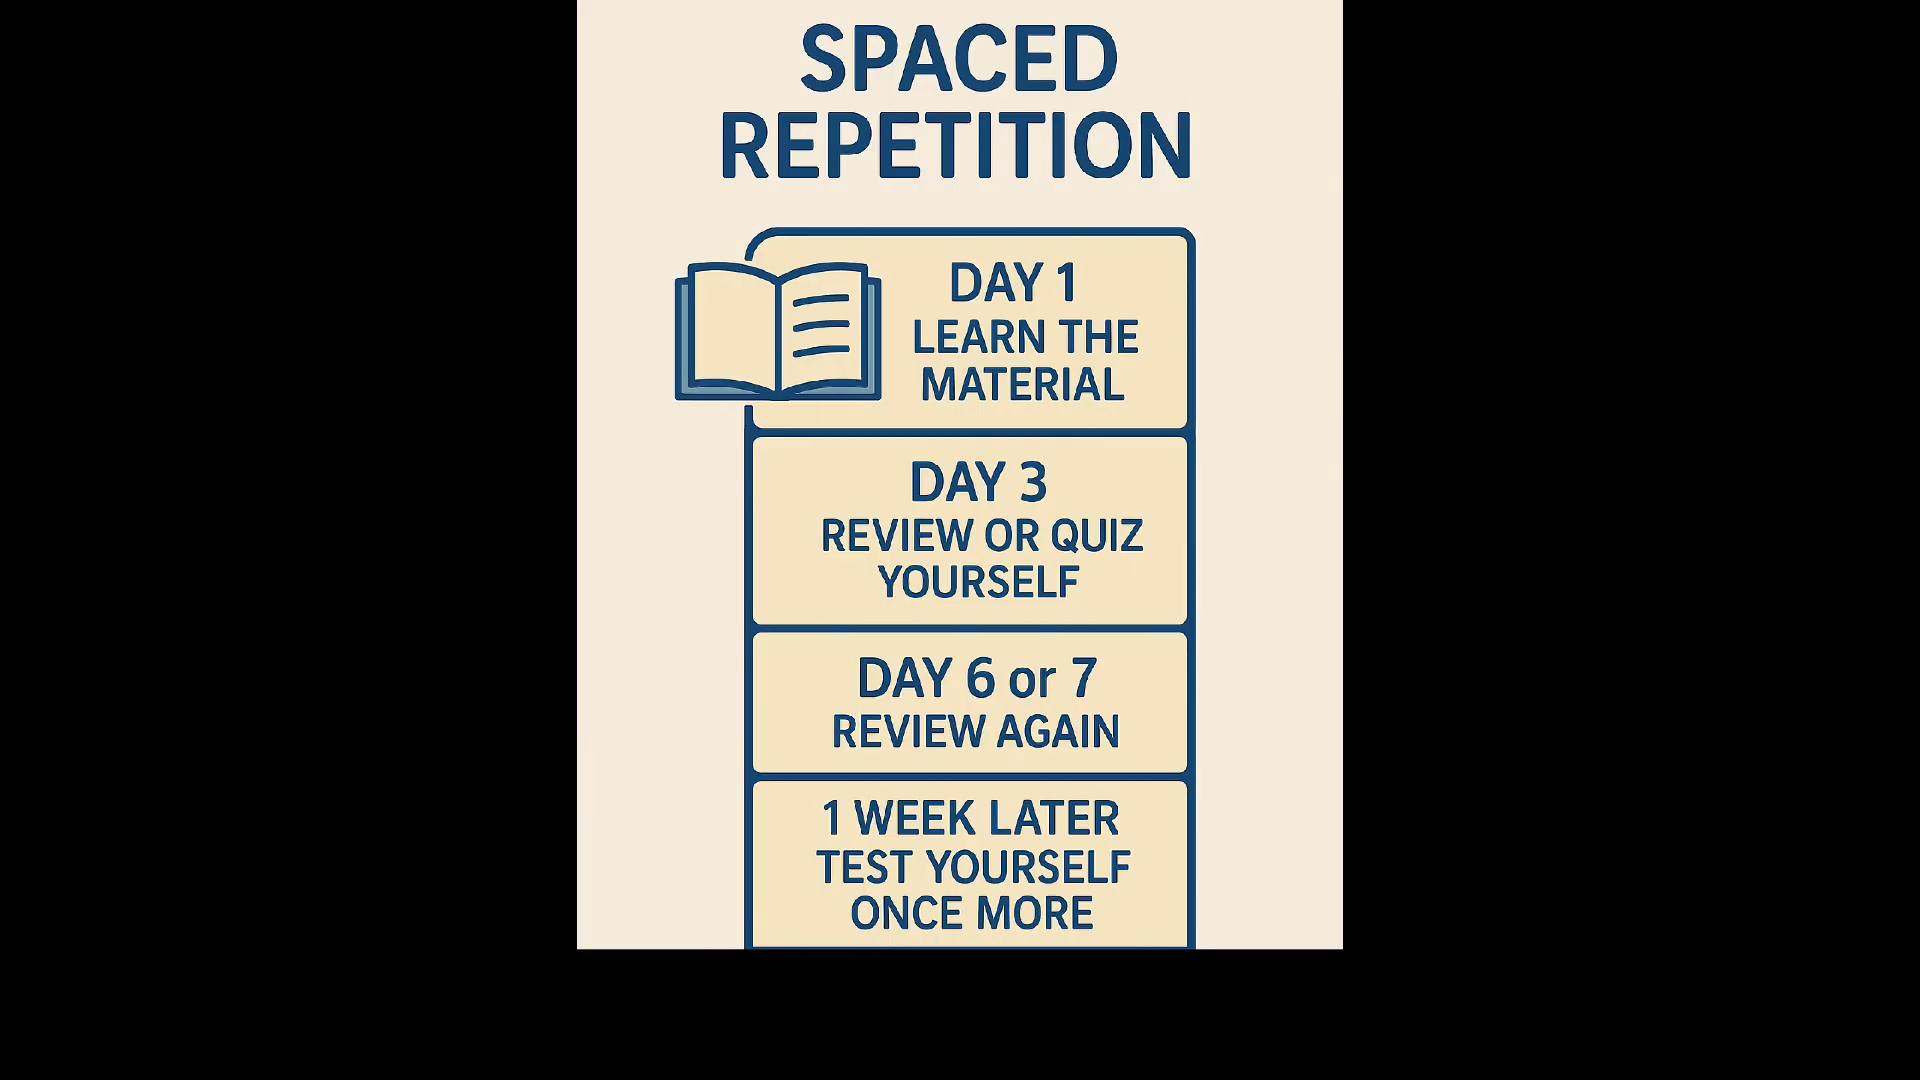 SPACED
REPETITION
DAY 1
LEARN THE
MATERIAL
DAY 3
REVIEW OR QUIZ
YOURSELF
DAY 6 or 7
REVIEW AGAIN
1 WEEK LATER
TEST YOURSELF
ONCE MORE